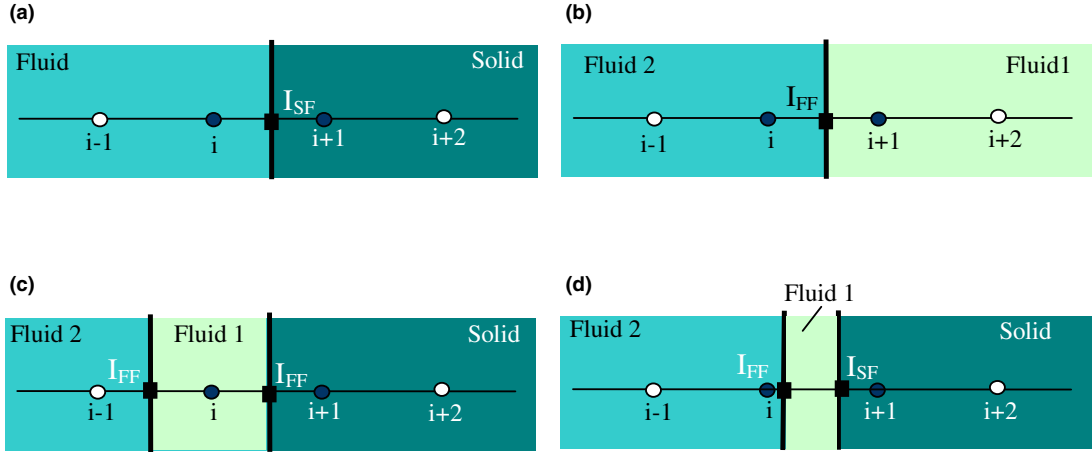 (a)
Fluid
Solid
I_SF
i-1
i
i+1
i+2
(b)
Fluid 2
Fluid1
I_FF
i-1
i
i+1
i+2
(c)
Fluid 2
Fluid 1
Solid
I_FF
I_FF
i-1
i
i+1
i+2
(d)
Fluid 1
Fluid 2
Solid
I_FF
I_SF
i-1
i
i+1
i+2